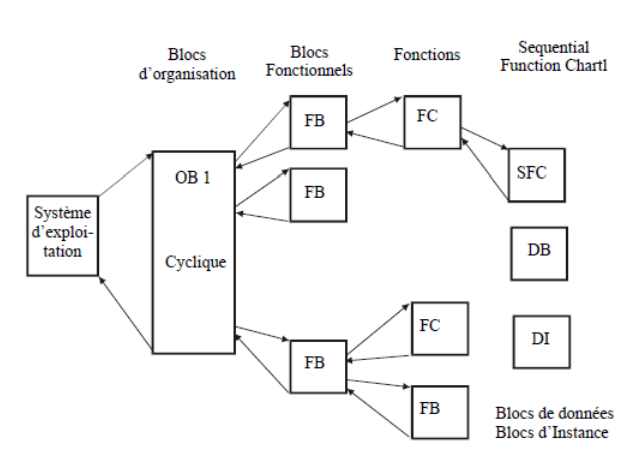 Blocs
d'organisation
Blocs
Fonctionnels
Fonctions
Sequential
Function Chartl
FB
FC
OB 1
SFC
FB
Système
d'exploi-
tation
Cyclique
DB
FC
DI
FB
FB
Blocs de données
Blocs d'Instance